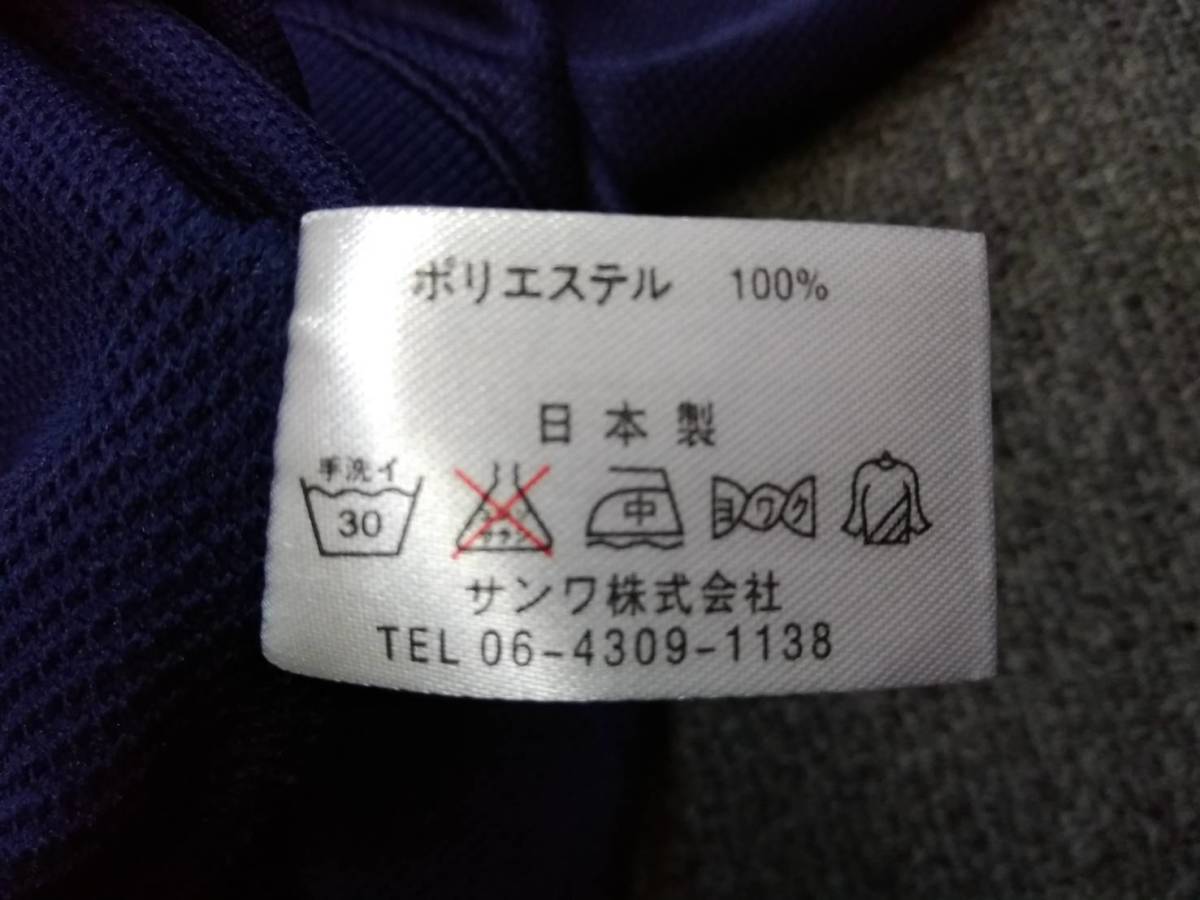 ポリエステル 100%
日本製
手洗イ
30 中 ヨワク
サンワ株式会社
TEL 06-4309-1138